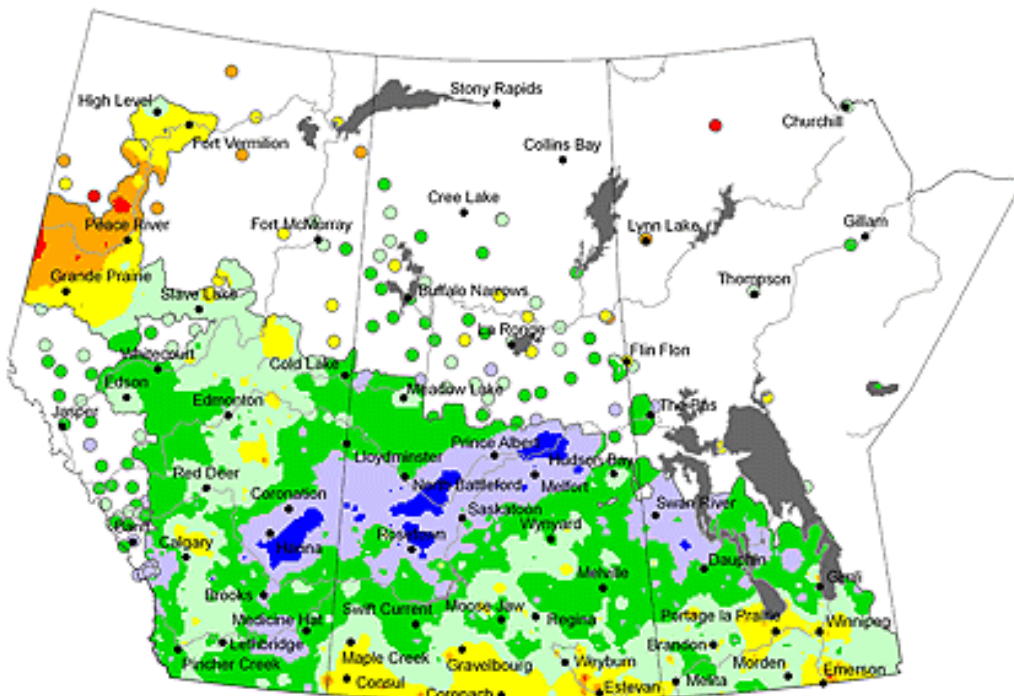 Stony Rapids
High Level
Churchill
Fort Vermilion
Collins Bay
Cree Lake
Peace River
Fort McMorray
Lynn Lake
Gillam
Grande Prairie
Slave Lake
Buffalo Narrows
Thompson
La Ronge
Whitecourt
Flin Flon
Cold Lake
Edson
Meadow Lake
Jasper
Edmonton
The Pas
Prince Albert
Lloydminster
Hudson Bay
Red Deer
North Battleford
Melfort
Coronation
Swan River
Saskatoon
Banff
Wynyard
Calgary
Hanna
Rosetown
Dauphin
Melville
Gimli
Brooks
Swift Current
Moose Jaw
Medicine Hat
Regina
Portage la Prairie
Winnipeg
Lethbridge
Brandon
Pincher Creek
Maple Creek
Gravelbourg
Weyburn
Morden
Emerson
Consul
Melita
Coronach
Estevan